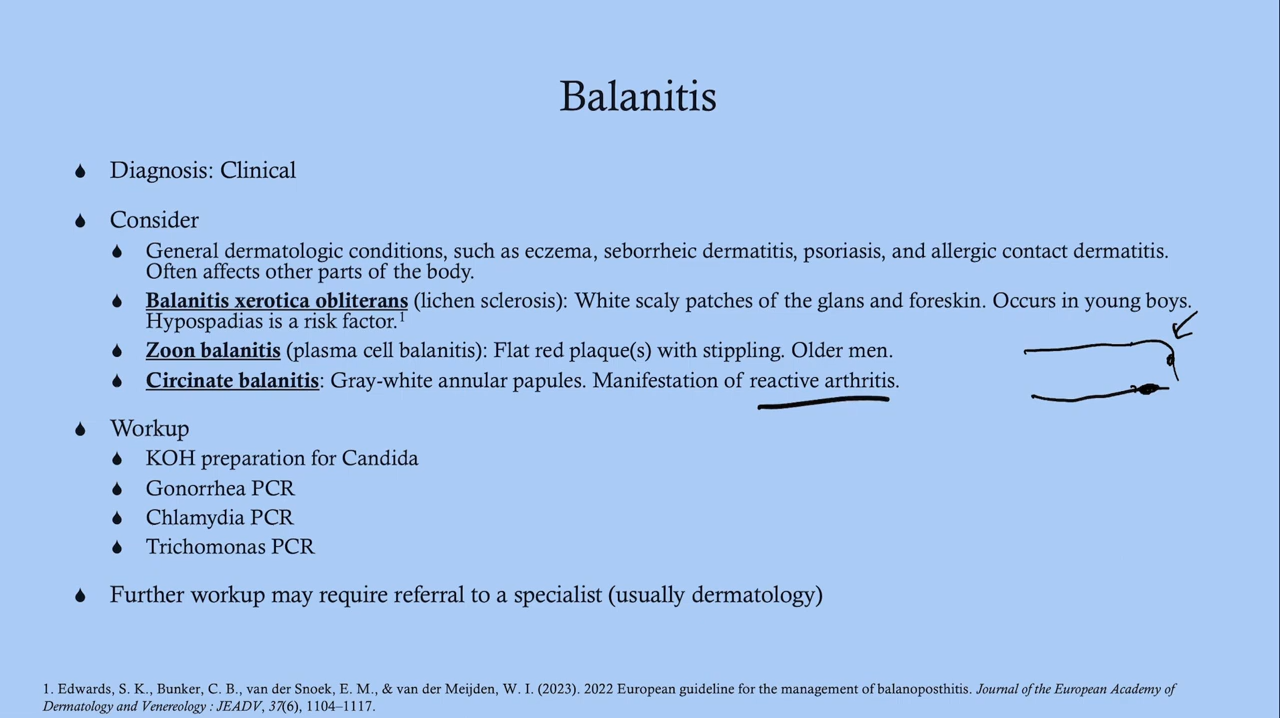 Balanitis
Diagnosis: Clinical
Consider
General dermatologic conditions, such as eczema, seborrheic dermatitis, psoriasis, and allergic contact dermatitis.
Often affects other parts of the body.
Balanitis xerotica obliterans (lichen sclerosis): White scaly patches of the glans and foreskin. Occurs in young boys.
Hypospadias is a risk factor.1
Zoon balanitis (plasma cell balanitis): Flat red plaque(s) with stippling. Older men.
Circinate balanitis: Gray-white annular papules. Manifestation of reactive arthritis.
Workup
KOH preparation for Candida
Gonorrhea PCR
Chlamydia PCR
Trichomonas PCR
Further workup may require referral to a specialist (usually dermatology)
1. Edwards, S. K., Bunker, C. B., van der Snoek, E. M., & van der Meijden, W. I. (2023). 2022 European guideline for the management of balanoposthitis. Journal of the European Academy of
Dermatology and Venereology : JEADV, 37(6), 1104–1117.